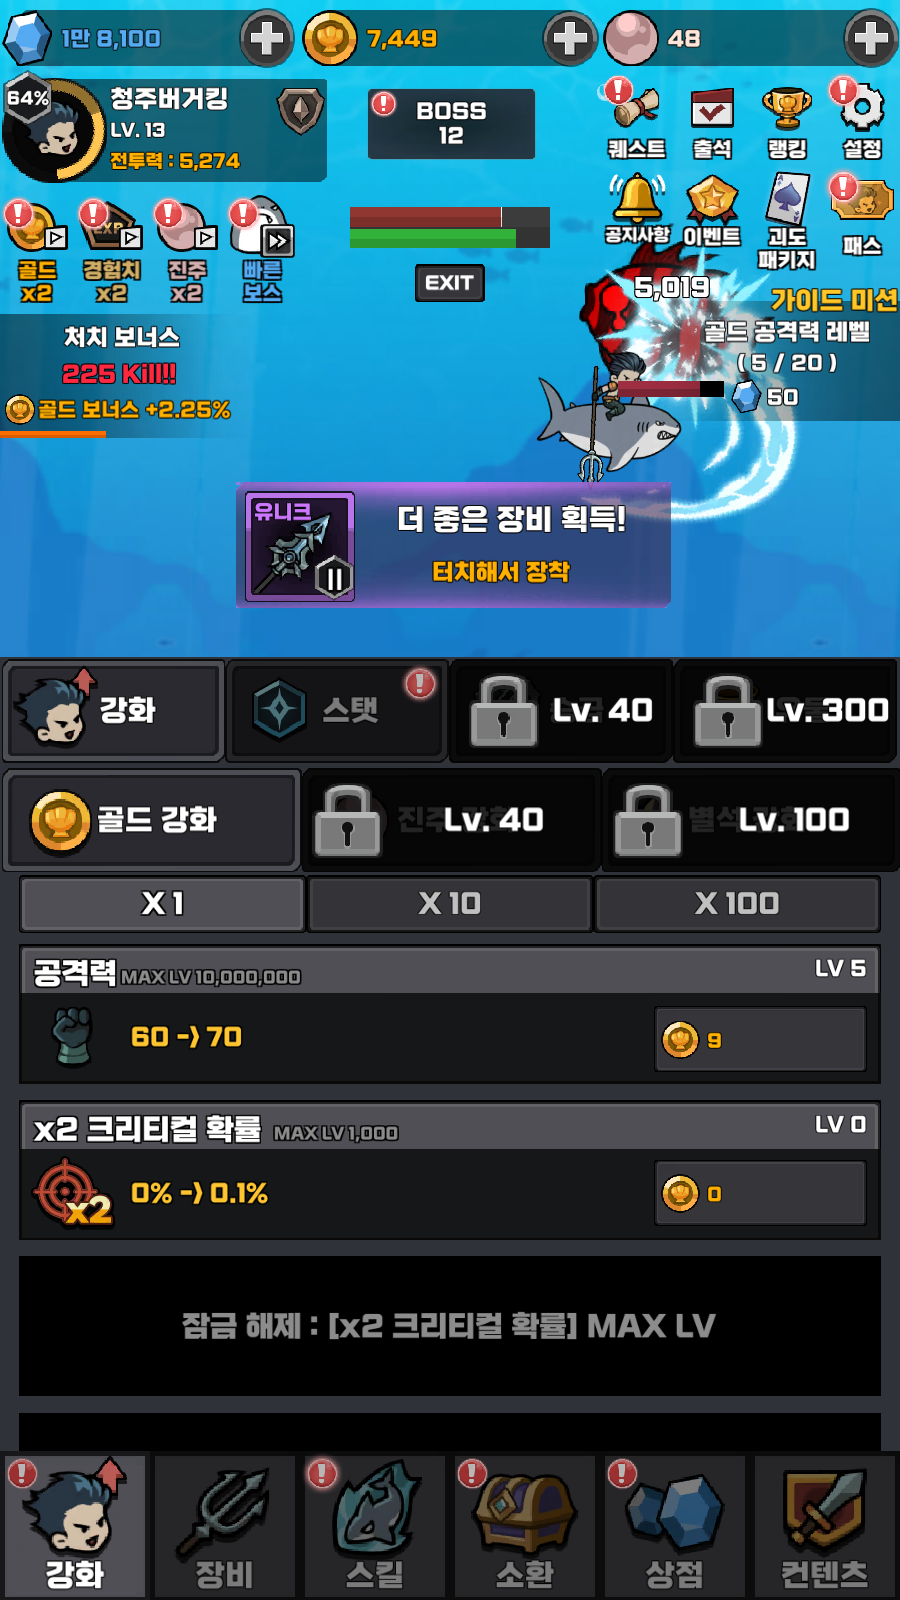 1만 8,100
7,449
48
64%
청주버거킹
LV. 13
전투력 : 5,274
BOSS
12
퀘스트
출석
랭킹
설정
공지사항
이벤트
괴도
패키지
패스
골드
x2
EXP
경험치
x2
진주
x2
빠른
보스
EXIT
처치 보너스
225 Kill!!
골드 보너스 +2.25%
5,019
가이드 미션
골드 공격력 레벨
( 5 / 20 )
50
유니크
II
더 좋은 장비 획득!
터치해서 장착
강화
스탯
Lv. 40
Lv. 300
골드 강화
진주 강화
Lv. 40
Lv. 100
X 1
X 10
X 100
공격력 MAX LV 10,000,000
LV 5
60 -> 70
9
x2 크리티컬 확률 MAX LV 1,000
LV 0
x2
0% -> 0.1%
0
잠금 해제 : [x2 크리티컬 확률] MAX LV
강화
장비
스킬
소환
상점
컨텐츠